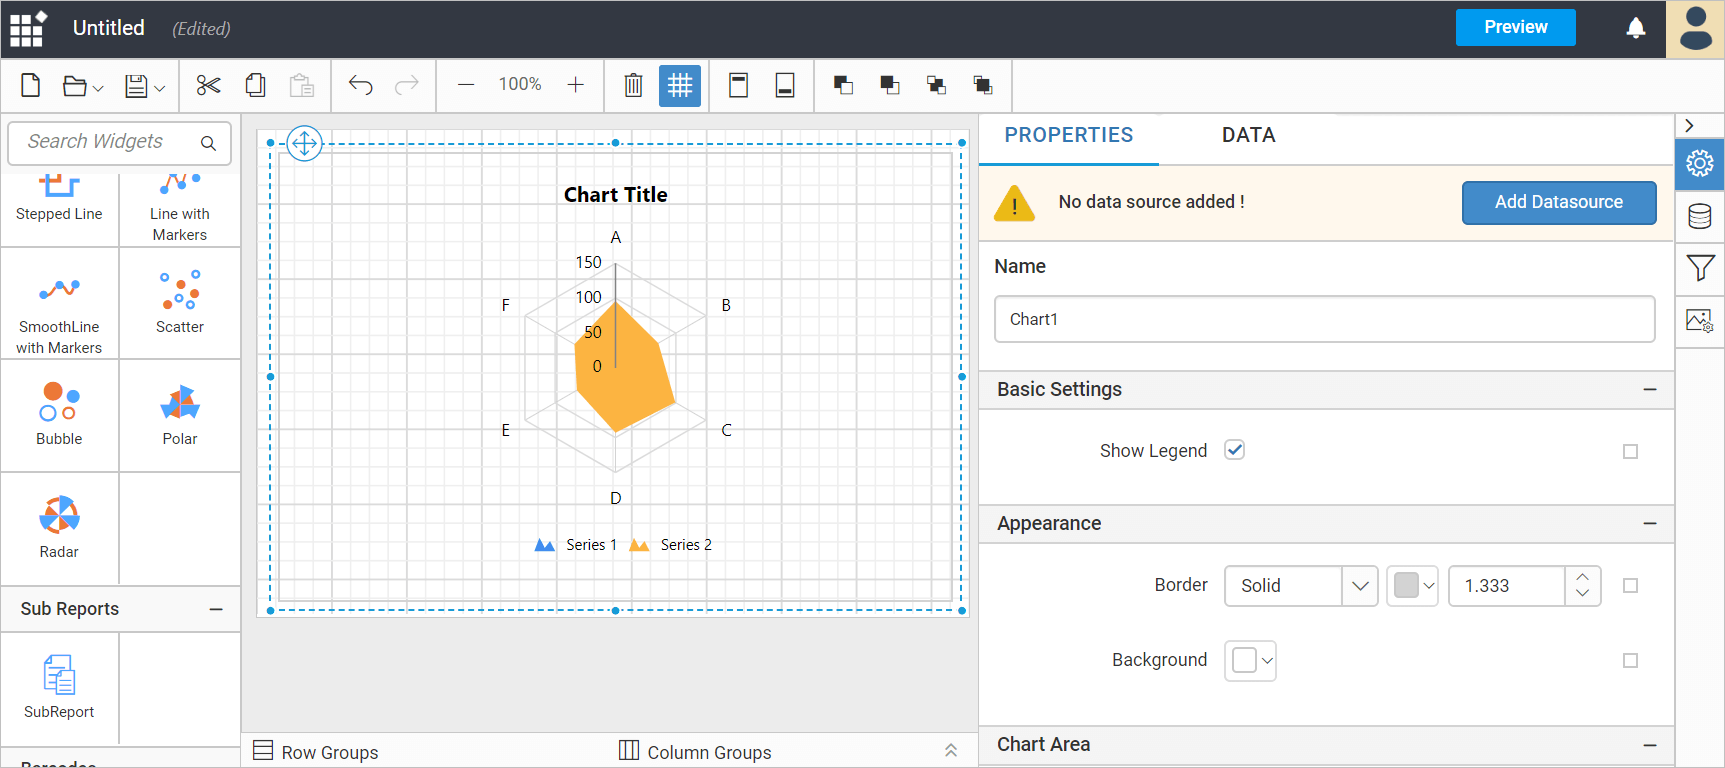 Untitled (Edited)
Preview
100%
Search Widgets
Stepped Line
Line with
Markers
SmoothLine
with Markers
Scatter
Bubble
Polar
Radar
Sub Reports
SubReport
Chart Title
A
150
100
50
0
F
B
E
C
D
Series 1
Series 2
Row Groups
Column Groups
PROPERTIES
DATA
No data source added !
Add Datasource
Name
Chart1
Basic Settings
Show Legend
Appearance
Border
Solid
1.333
Background
Chart Area